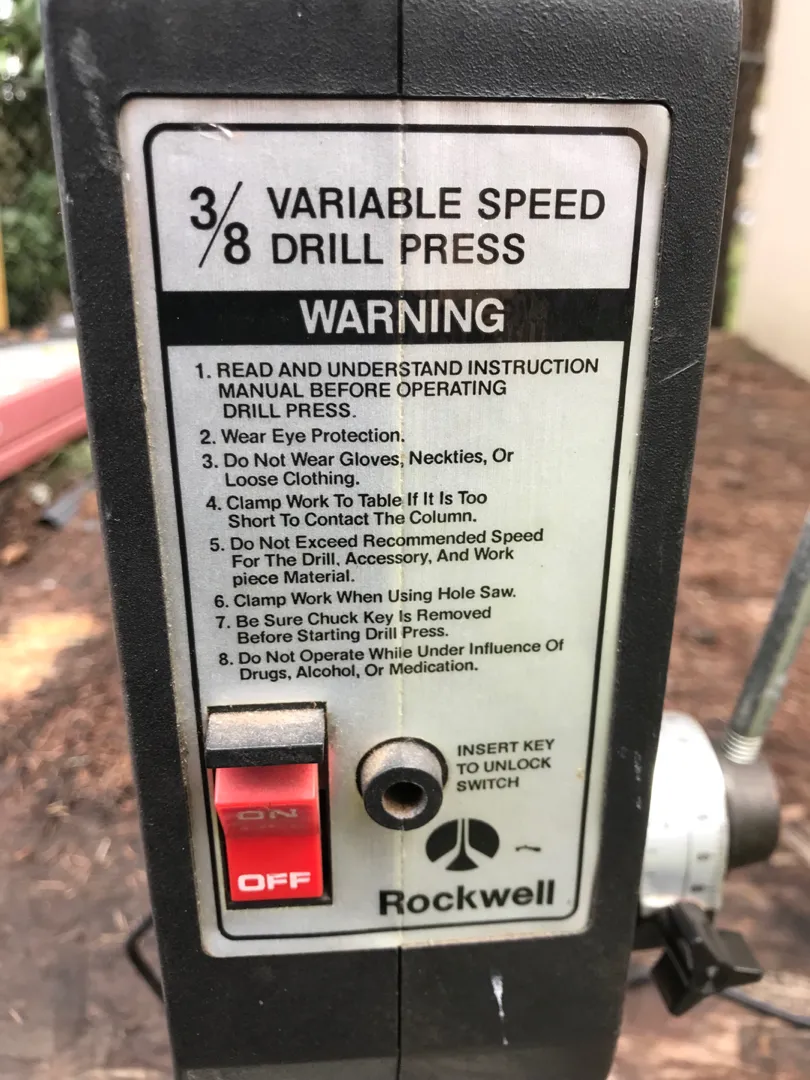 3/8 VARIABLE SPEED
DRILL PRESS
WARNING
1. READ AND UNDERSTAND INSTRUCTION
MANUAL BEFORE OPERATING
DRILL PRESS.
2. Wear Eye Protection.
3. Do Not Wear Gloves, Neckties, Or
Loose Clothing.
4. Clamp Work To Table If It Is Too
Short To Contact The Column.
5. Do Not Exceed Recommended Speed
For The Drill, Accessory, And Work
piece Material.
6. Clamp Work When Using Hole Saw.
7. Be Sure Chuck Key Is Removed
Before Starting Drill Press.
8. Do Not Operate While Under Influence Of
Drugs, Alcohol, Or Medication.
INSERT KEY
TO UNLOCK
SWITCH
ON
OFF
Rockwell